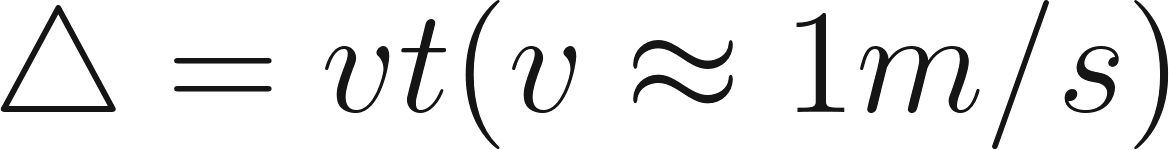 △ = vt(v ≈ 1m/s)